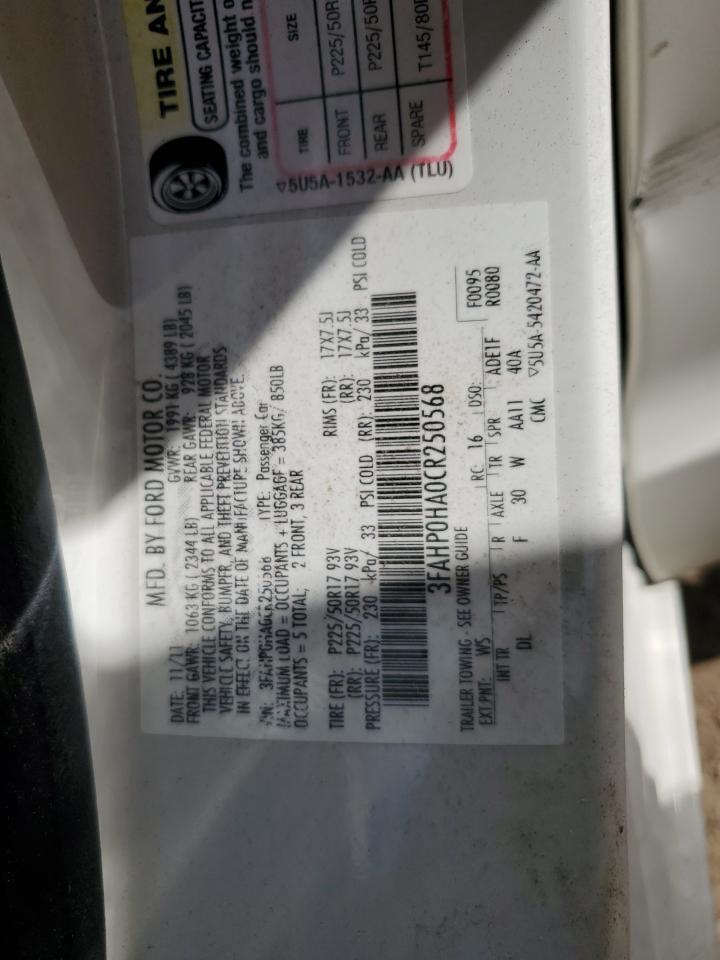 TIRE AN
SEATING CAPACIT
The combined weight o
and cargo should n
TIRE SIZE
FRONT P225/50R
REAR P225/50R
SPARE T145/80
▽5U5A-1532-AA (TLU)
MFD. BY FORD MOTOR CO.
DATE: 11/11 GVWR: 1991 KG ( 4389 LB)
FRONT GAWR: 1063 KG ( 2344 LB) REAR GAWR: 928 KG ( 2045 LB)
THIS VEHICLE CONFORMS TO ALL APPLICABLE FEDERAL MOTOR
VEHICLE SAFETY, BUMPER, AND THEFT PREVENTION STANDARDS
IN EFFECT ON THE DATE OF MANUFACTURE SHOWN ABOVE.
VIN: 3FAHP0HA0CR250568 TYPE: Passenger Car
MAXIMUM LOAD = OCCUPANTS + LUGGAGE = 385KG/ 850LB
OCCUPANTS = 5 TOTAL; 2 FRONT, 3 REAR
TIRE (FR): P225/50R17 93V RIMS (FR): 17X7.5J
(RR): P225/50R17 93V (RR): 17X7.5J
PRESSURE (FR): 230 kPa/ 33 PSI COLD (RR): 230 kPa/ 33 PSI COLD
3FAHP0HA0CR250568
TRAILER TOWING - SEE OWNER GUIDE F0095
EXT PNT: WS RC: 16 DSO: R0080
INT TR TP/PS R AXLE TR SPR ADE1F
DL F 30 W AA11 40A
CMC ▽5U5A-5420472-AA